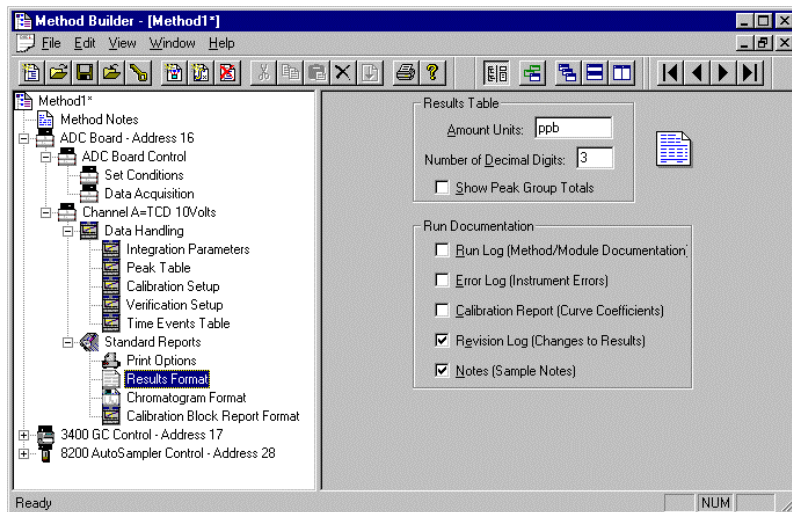 Method Builder - [Method1*]
File Edit View Window Help
Method1*
Method Notes
ADC Board - Address 16
ADC Board Control
Set Conditions
Data Acquisition
Channel A=TCD 10Volts
Data Handling
Integration Parameters
Peak Table
Calibration Setup
Verification Setup
Time Events Table
Standard Reports
Print Options
Results Format
Chromatogram Format
Calibration Block Report Format
3400 GC Control - Address 17
8200 AutoSampler Control - Address 28
Results Table
Amount Units: ppb
Number of Decimal Digits: 3
Show Peak Group Totals
Run Documentation
Run Log (Method/Module Documentation)
Error Log (Instrument Errors)
Calibration Report (Curve Coefficients)
Revision Log (Changes to Results)
Notes (Sample Notes)
Ready NUM